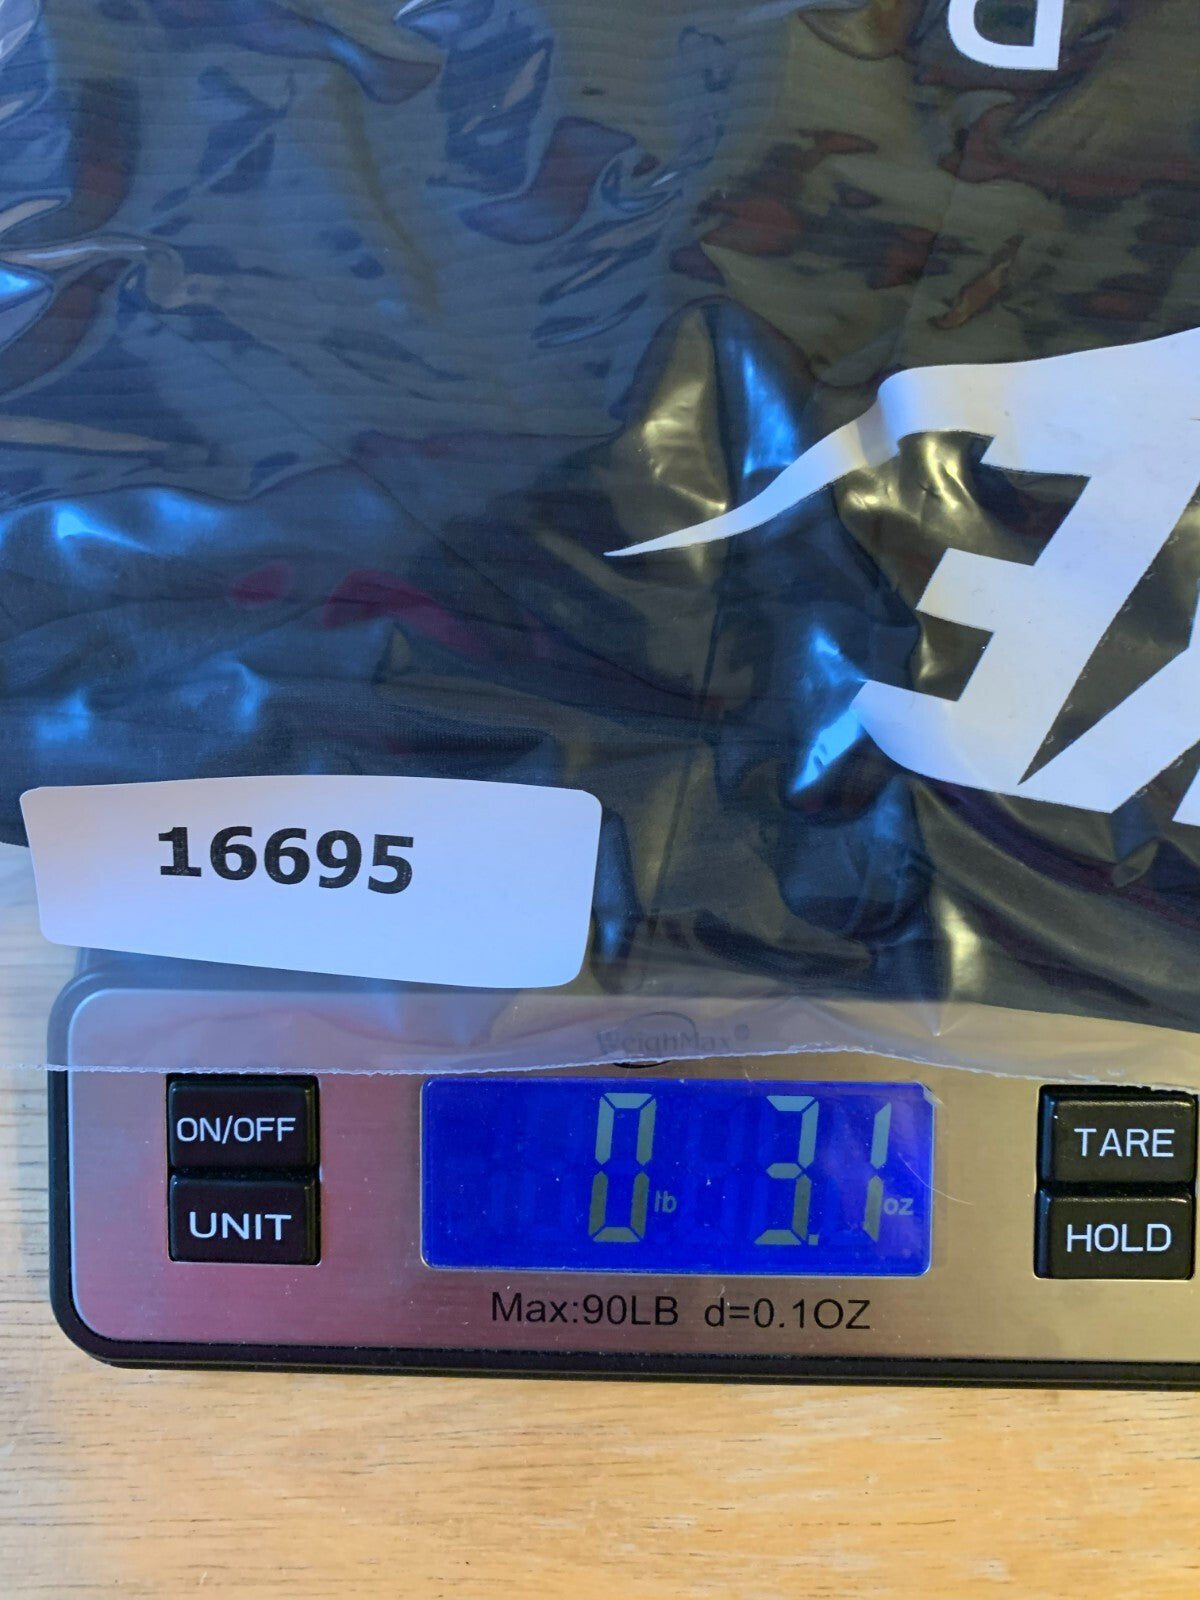 16695
WeighMax®
ON/OFF
UNIT
0 lb 3.1 oz
TARE
HOLD
Max:90LB d=0.1OZ